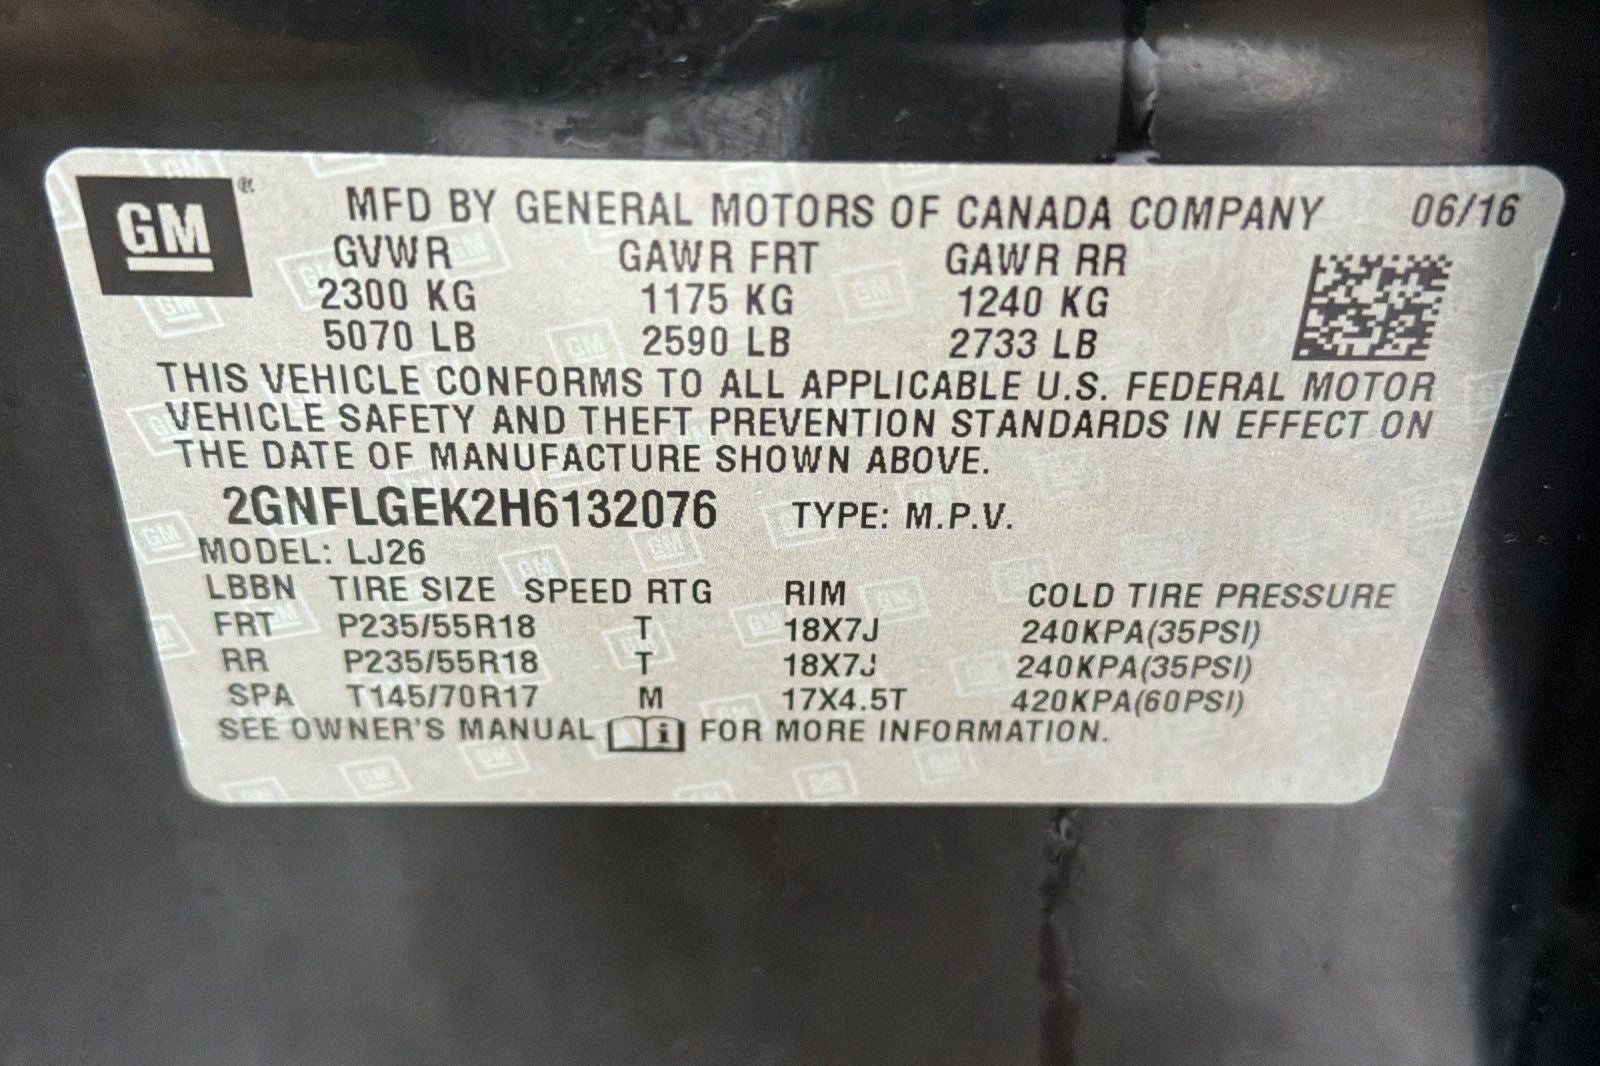 GM® MFD BY GENERAL MOTORS OF CANADA COMPANY 06/16
GVWR GAWR FRT GAWR RR
2300 KG 1175 KG 1240 KG
5070 LB 2590 LB 2733 LB
THIS VEHICLE CONFORMS TO ALL APPLICABLE U.S. FEDERAL MOTOR
VEHICLE SAFETY AND THEFT PREVENTION STANDARDS IN EFFECT ON
THE DATE OF MANUFACTURE SHOWN ABOVE.
2GNFLGEK2H6132076 TYPE: M.P.V.
MODEL: LJ26
LBBN TIRE SIZE SPEED RTG RIM COLD TIRE PRESSURE
FRT P235/55R18 T 18X7J 240KPA(35PSI)
RR P235/55R18 T 18X7J 240KPA(35PSI)
SPA T145/70R17 M 17X4.5T 420KPA(60PSI)
SEE OWNER'S MANUAL i FOR MORE INFORMATION.